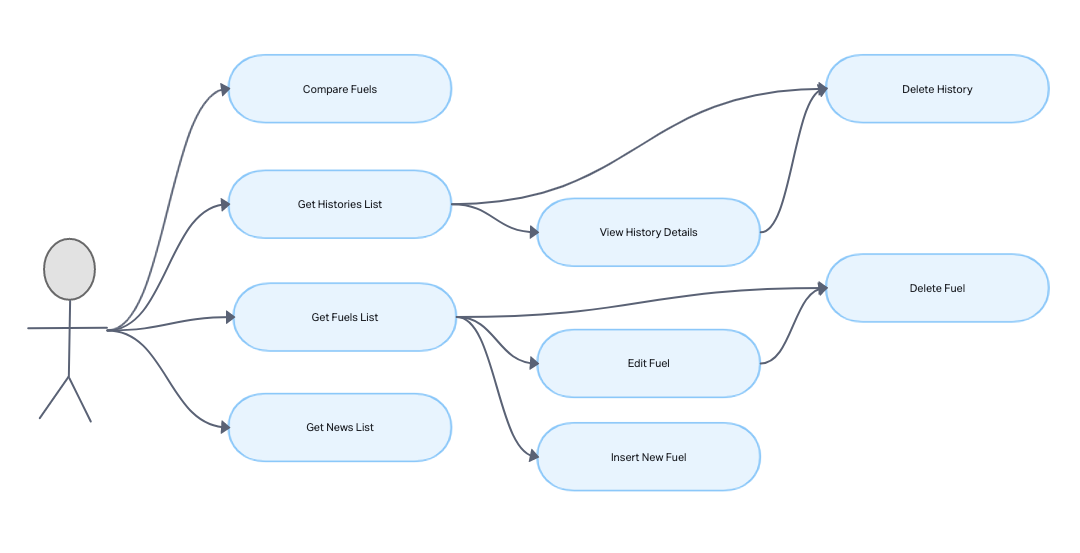 Compare Fuels
Delete History
Get Histories List
View History Details
Get Fuels List
Delete Fuel
Edit Fuel
Get News List
Insert New Fuel